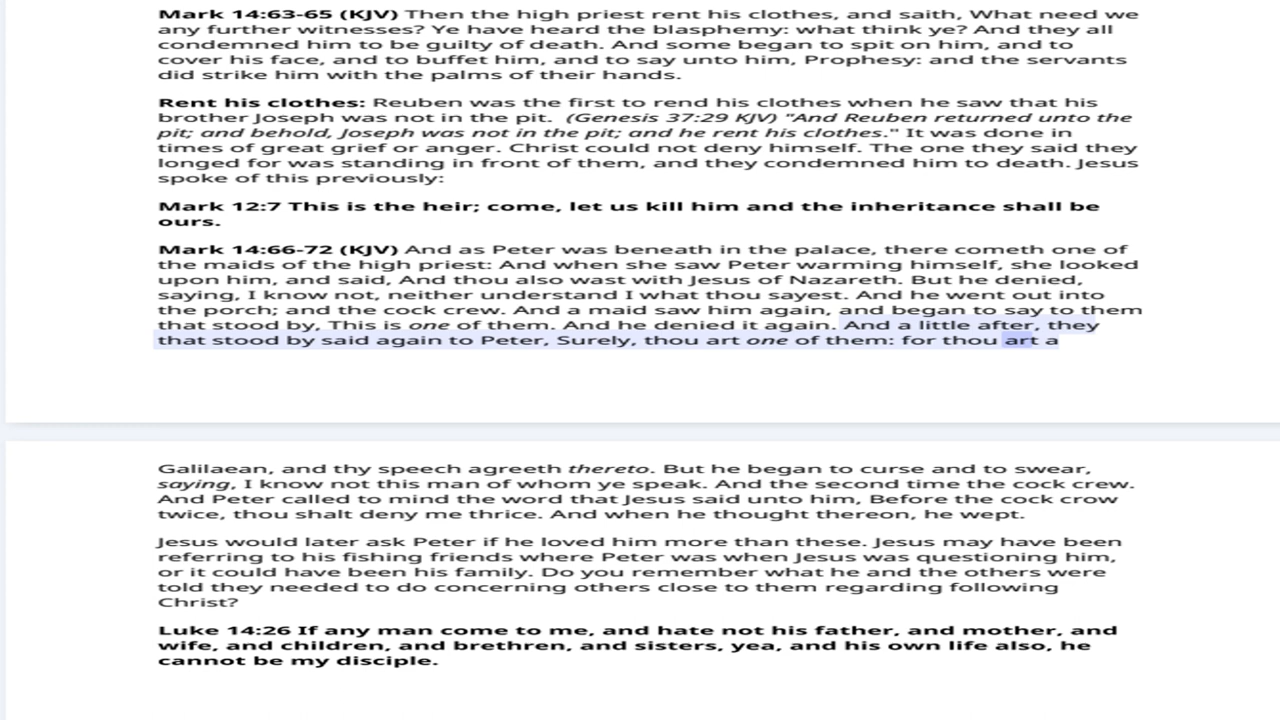 Mark 14:63-65 (KJV) Then the high priest rent his clothes, and saith, What need we
any further witnesses? Ye have heard the blasphemy: what think ye? And they all
condemned him to be guilty of death. And some began to spit on him, and to
cover his face, and to buffet him, and to say unto him, Prophesy: and the servants
did strike him with the palms of their hands.
Rent his clothes: Reuben was the first to rend his clothes when he saw that his
brother Joseph was not in the pit. (Genesis 37:29 KJV) "And Reuben returned unto the
pit; and behold, Joseph was not in the pit; and he rent his clothes." It was done in
times of great grief or anger. Christ could not deny himself. The one they said they
longed for was standing in front of them, and they condemned him to death. Jesus
spoke of this previously:
Mark 12:7 This is the heir; come, let us kill him and the inheritance shall be
ours.
Mark 14:66-72 (KJV) And as Peter was beneath in the palace, there cometh one of
the maids of the high priest: And when she saw Peter warming himself, she looked
upon him, and said, And thou also wast with Jesus of Nazareth. But he denied,
saying, I know not, neither understand I what thou sayest. And he went out into
the porch; and the cock crew. And a maid saw him again, and began to say to them
that stood by, This is one of them. And he denied it again. And a little after, they
that stood by said again to Peter, Surely, thou art one of them: for thou art a
Galilaean, and thy speech agreeth thereto. But he began to curse and to swear,
saying, I know not this man of whom ye speak. And the second time the cock crew.
And Peter called to mind the word that Jesus said unto him, Before the cock crow
twice, thou shalt deny me thrice. And when he thought thereon, he wept.
Jesus would later ask Peter if he loved him more than these. Jesus may have been
referring to his fishing friends where Peter was when Jesus was questioning him,
or it could have been his family. Do you remember what he and the others were
told they needed to do concerning others close to them regarding following
Christ?
Luke 14:26 If any man come to me, and hate not his father, and mother, and
wife, and children, and brethren, and sisters, yea, and his own life also, he
cannot be my disciple.